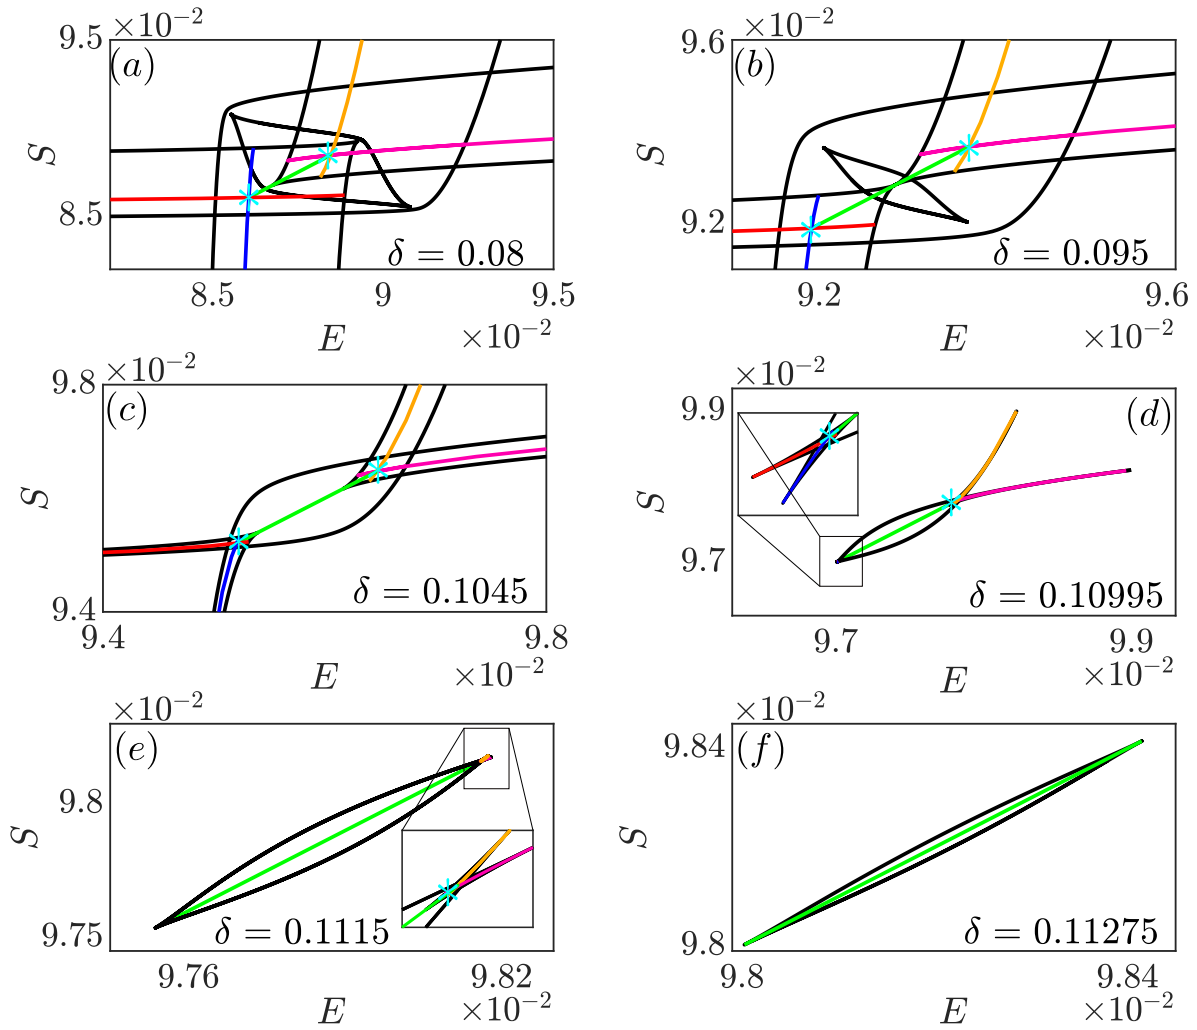 ×10⁻² ×10⁻²
9.5 (a) 9.6 (b)
S S
8.5 9.2
δ = 0.08 δ = 0.095
8.5 9 9.5 9.2 9.6
E ×10⁻² E ×10⁻²
×10⁻² ×10⁻²
9.8 (c) 9.9 (d)
S S
9.4 9.7
δ = 0.1045 δ = 0.10995
9.4 9.8 9.7 9.9
E ×10⁻² E ×10⁻²
×10⁻² ×10⁻²
(e) 9.84 (f)
9.8
S S
9.75 9.8
δ = 0.1115 δ = 0.11275
9.76 9.82 9.8 9.84
E ×10⁻² E ×10⁻²